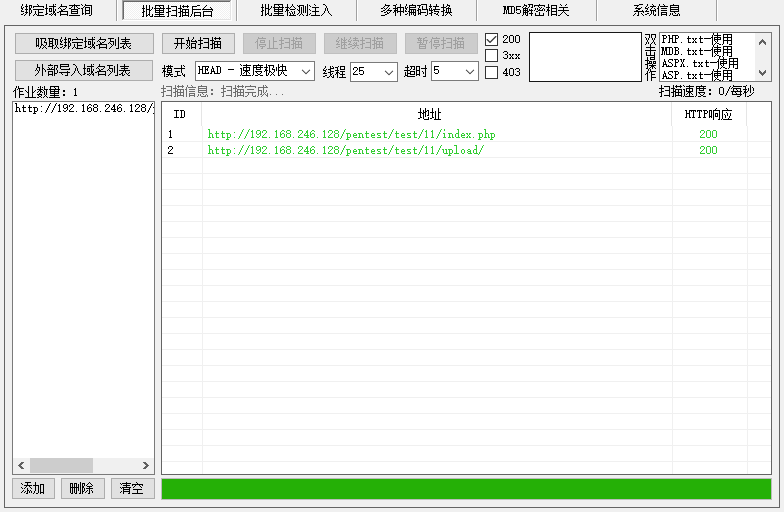 绑定域名查询 批量扫描后台 批量检测注入 多种编码转换 MD5解密相关 系统信息
吸取绑定域名列表 开始扫描 停止扫描 继续扫描 暂停扫描 200 双击操作 PHP.txt-使用
3xx MDB.txt-使用
外部导入域名列表 模式 HEAD - 速度极快 线程 25 超时 5 403 ASPX.txt-使用
ASP.txt-使用
作业数量：1 扫描信息：扫描完成... 扫描速度：0/每秒
http://192.168.246.128/ ID 地址 HTTP响应
1 http://192.168.246.128/pentest/test/11/index.php 200
2 http://192.168.246.128/pentest/test/11/upload/ 200
添加 删除 清空